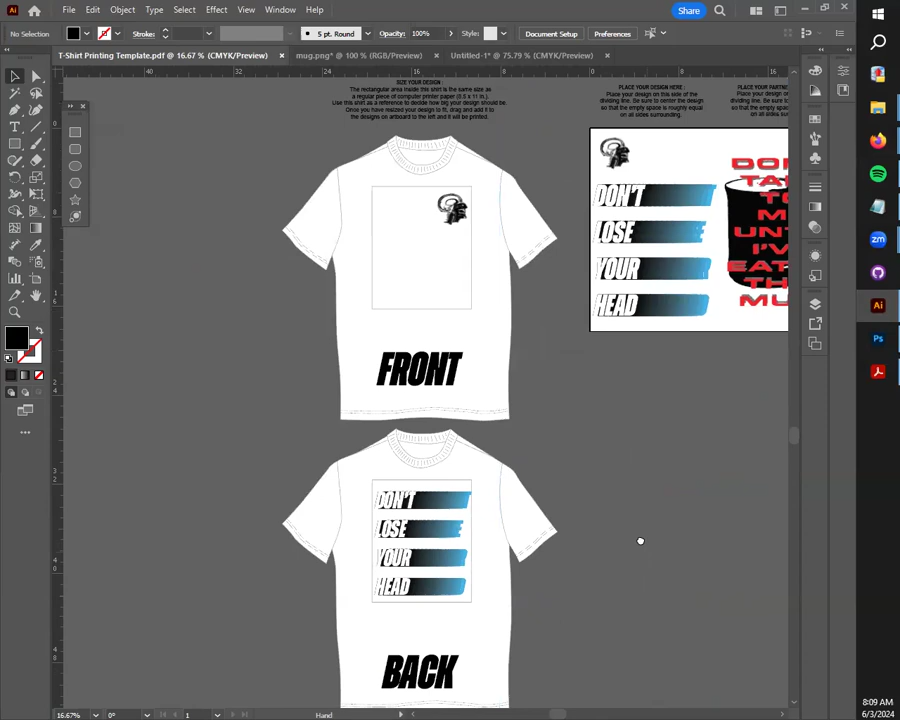 File Edit Object Type Select Effect View Window Help
Share
No Selection Stroke: 5 pt. Round Opacity: 100% Style: Document Setup Preferences
T-Shirt Printing Template.pdf @ 16.67 % (CMYK/Preview) mug.png* @ 100 % (RGB/Preview) Untitled-1* @ 75.79 % (CMYK/Preview)
40 32 24 16 8 0 8 16
SIZE YOUR DESIGN :
The rectangular area inside this shirt is the same size as
a regular piece of computer printer paper (8.5 x 11 in.).
Use this shirt as a reference to decide how big your design should be.
Once you have resized your design to fit, drag and add it to
the designs on artboard to the left and it will be printed.
PLACE YOUR DESIGN HERE :
Place your design on this side of the
dividing line. Be sure to center the design
so that the empty space is roughly equal
on all sides surrounding.
DON'T
LOSE
YOUR
HEAD
FRONT
DON'T
LOSE
YOUR
HEAD
BACK
16.67% 0° 1 Hand
8:09 AM
6/3/2024